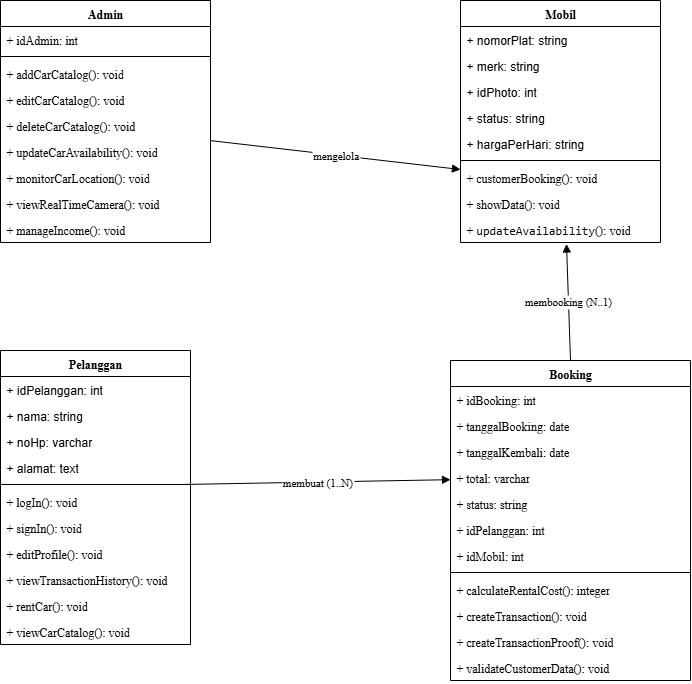 Admin
+ idAdmin: int
+ addCarCatalog(): void
+ editCarCatalog(): void
+ deleteCarCatalog(): void
+ updateCarAvailability(): void
+ monitorCarLocation(): void
+ viewRealTimeCamera(): void
+ manageIncome(): void
mengelola
Mobil
+ nomorPlat: string
+ merk: string
+ idPhoto: int
+ status: string
+ hargaPerHari: string
+ customerBooking(): void
+ showData(): void
+ updateAvailability(): void
membooking (N..1)
Pelanggan
+ idPelanggan: int
+ nama: string
+ noHp: varchar
+ alamat: text
+ logIn(): void
+ signIn(): void
+ editProfile(): void
+ viewTransactionHistory(): void
+ rentCar(): void
+ viewCarCatalog(): void
membuat (1..N)
Booking
+ idBooking: int
+ tanggalBooking: date
+ tanggalKembali: date
+ total: varchar
+ status: string
+ idPelanggan: int
+ idMobil: int
+ calculateRentalCost(): integer
+ createTransaction(): void
+ createTransactionProof(): void
+ validateCustomerData(): void